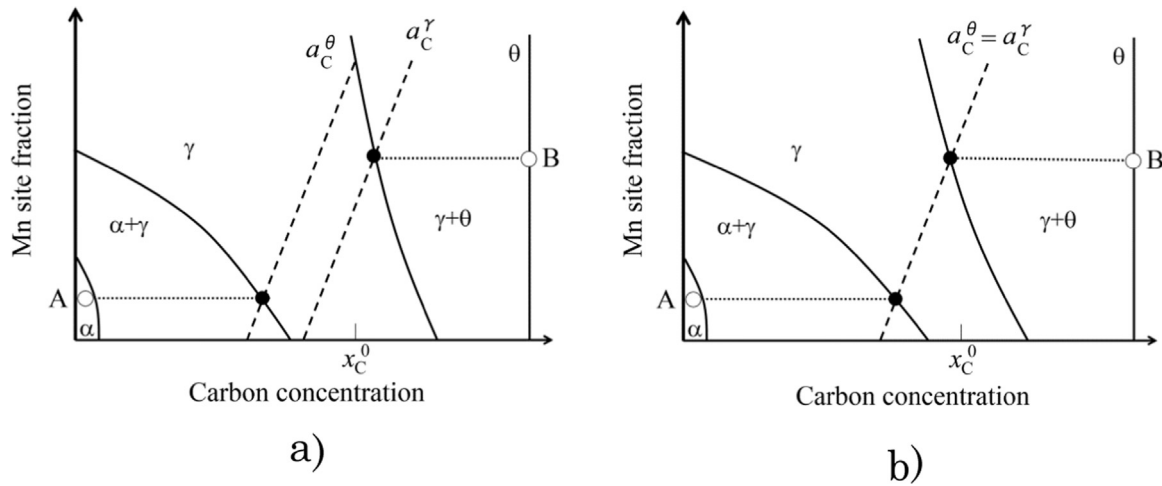 a_C^θ
a_C^γ
θ
Mn site fraction
γ
B
α+γ
γ+θ
A
α
x_C^0
Carbon concentration
a)
a_C^θ = a_C^γ
θ
Mn site fraction
γ
B
α+γ
γ+θ
A
α
x_C^0
Carbon concentration
b)